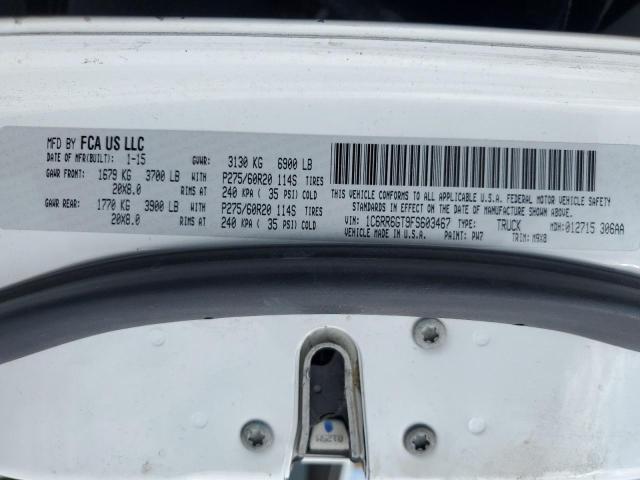 MFD BY FCA US LLC
DATE OF MFR(BUILT): 1-15 GVWR: 3130 KG 6900 LB
GAWR FRONT: 1679 KG 3700 LB WITH P275/60R20 114S TIRES
20X8.0 RIMS AT 240 KPA ( 35 PSI) COLD
GAWR REAR: 1770 KG 3900 LB WITH P275/60R20 114S TIRES
20X8.0 RIMS AT 240 KPA ( 35 PSI) COLD
THIS VEHICLE CONFORMS TO ALL APPLICABLE U.S.A. FEDERAL MOTOR VEHICLE SAFETY
STANDARDS IN EFFECT ON THE DATE OF MANUFACTURE SHOWN ABOVE.
VIN: 1C6RR6GT9FS603467 TYPE: TRUCK MDH: 012715 306AA
VEHICLE MADE IN U.S.A. PAINT: PW7 TRIM: M9X8